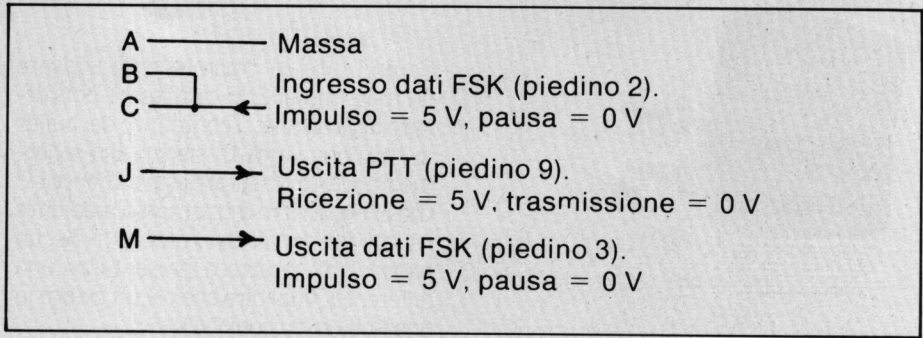 A Massa
B
Ingresso dati FSK (piedino 2).
C Impulso = 5 V, pausa = 0 V
J Uscita PTT (piedino 9).
Ricezione = 5 V, trasmissione = 0 V
M Uscita dati FSK (piedino 3).
Impulso = 5 V, pausa = 0 V